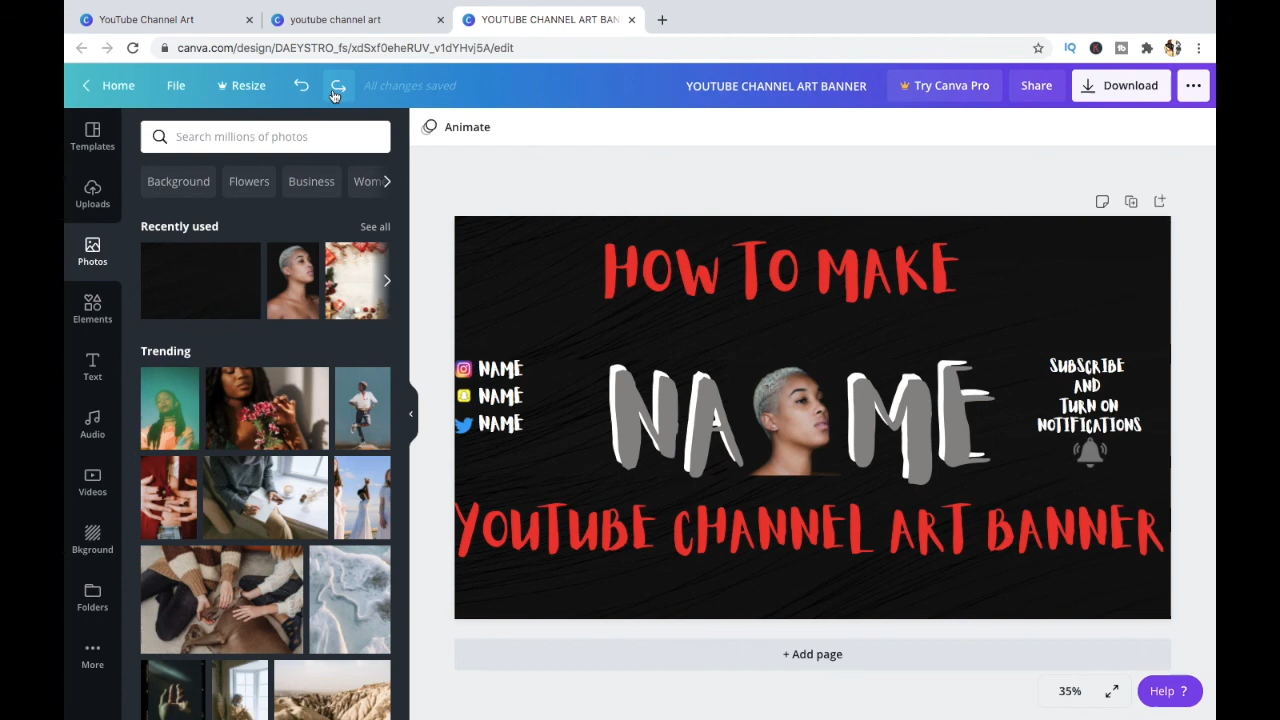 YouTube Channel Art
youtube channel art
YOUTUBE CHANNEL ART BAN
canva.com/design/DAEYSTRO_fs/xdSxf0eheRUV_v1dYHvj5A/edit
IQ
Home
File
Resize
All changes saved
YOUTUBE CHANNEL ART BANNER
Try Canva Pro
Share
Download
Templates
Uploads
Photos
Elements
Text
Audio
Videos
Bkground
Folders
More
Search millions of photos
Background
Flowers
Business
Wom
Recently used
See all
Trending
Animate
HOW TO MAKE
NAME
NAME
NAME
NA ME
SUBSCRIBE
AND
TURN ON
NOTIFICATIONS
YOUTUBE CHANNEL ART BANNER
+ Add page
35%
Help ?